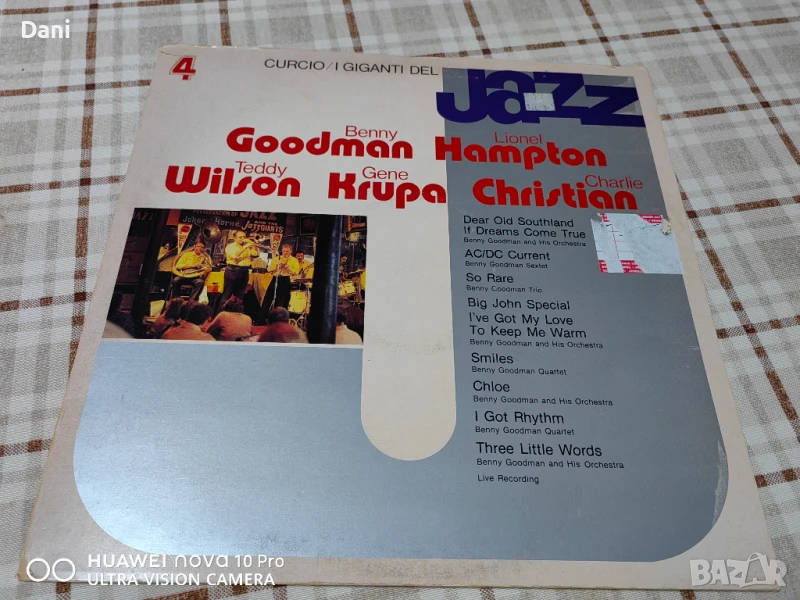 Dani
4
CURCIO/I GIGANTI DEL
Jazz
Benny
Goodman
Lionel
Hampton
Teddy
Wilson
Gene
Krupa
Charlie
Christian
Dear Old Southland
If Dreams Come True
Benny Goodman and His Orchestra
AC/DC Current
Benny Goodman Sextet
So Rare
Benny Goodman Trio
Big John Special
I've Got My Love
To Keep Me Warm
Benny Goodman and His Orchestra
Smiles
Benny Goodman Quartet
Chloe
Benny Goodman and His Orchestra
I Got Rhythm
Benny Goodman Quartet
Three Little Words
Benny Goodman and His Orchestra
Live Recording
JAZZ
HUAWEI nova 10 Pro
ULTRA VISION CAMERA
BAZAR